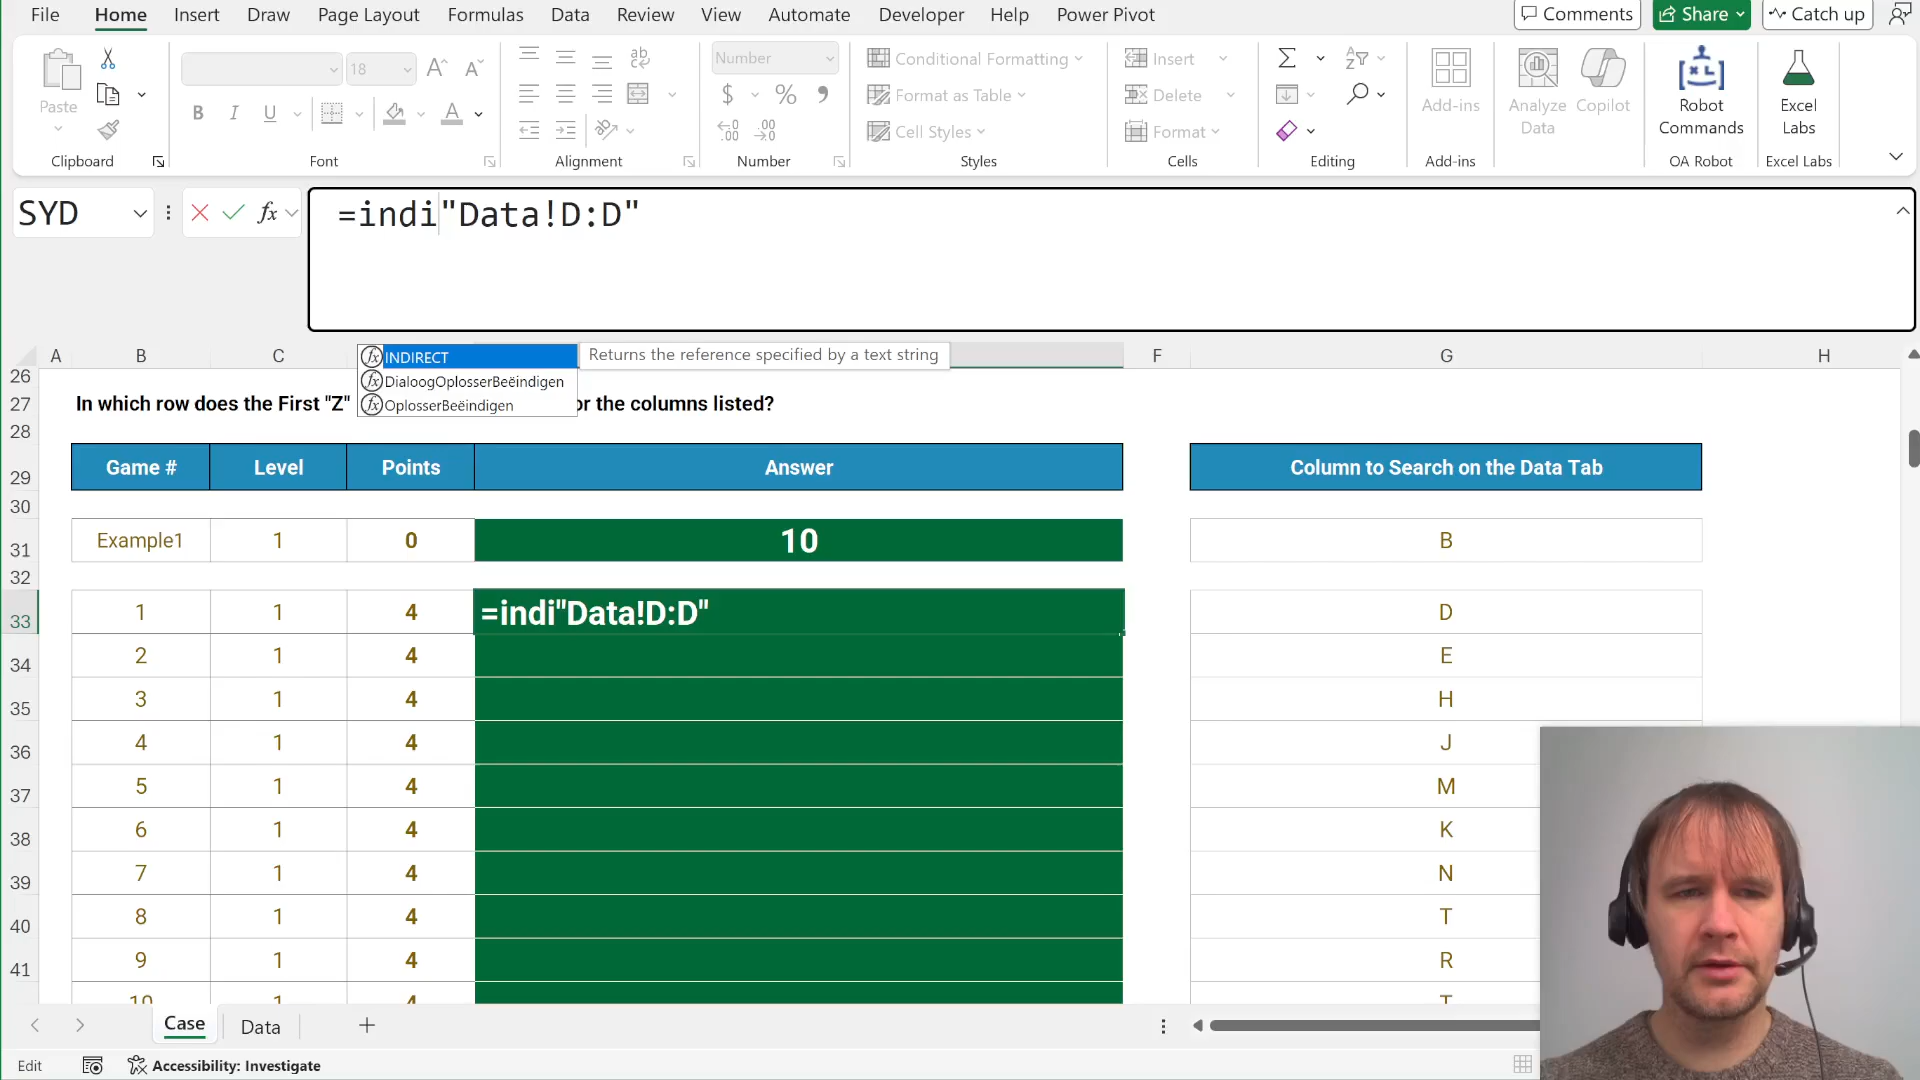 File Home Insert Draw Page Layout Formulas Data Review View Automate Developer Help Power Pivot Comments Share Catch up
Paste
Clipboard
18
B I U
A
Font
ab
Alignment
Number
$ % 9
Number
Conditional Formatting
Format as Table
Cell Styles
Styles
Insert
Delete
Format
Cells
Editing
Add-ins
Add-ins
Analyze Data
Copilot
Robot Commands
OA Robot
Excel Labs
Excel Labs
SYD fx =indi"Data!D:D"
A B C F G H
INDIRECT Returns the reference specified by a text string
DialoogOplosserBeëindigen
OplosserBeëindigen
26
27 In which row does the First "Z" or the columns listed?
28
29 Game # Level Points Answer Column to Search on the Data Tab
30
31 Example1 1 0 10 B
32
33 1 1 4 =indi"Data!D:D" D
34 2 1 4 E
35 3 1 4 H
36 4 1 4 J
37 5 1 4 M
38 6 1 4 K
39 7 1 4 N
40 8 1 4 T
41 9 1 4 R
10 1 4 T
Case Data
Edit Accessibility: Investigate